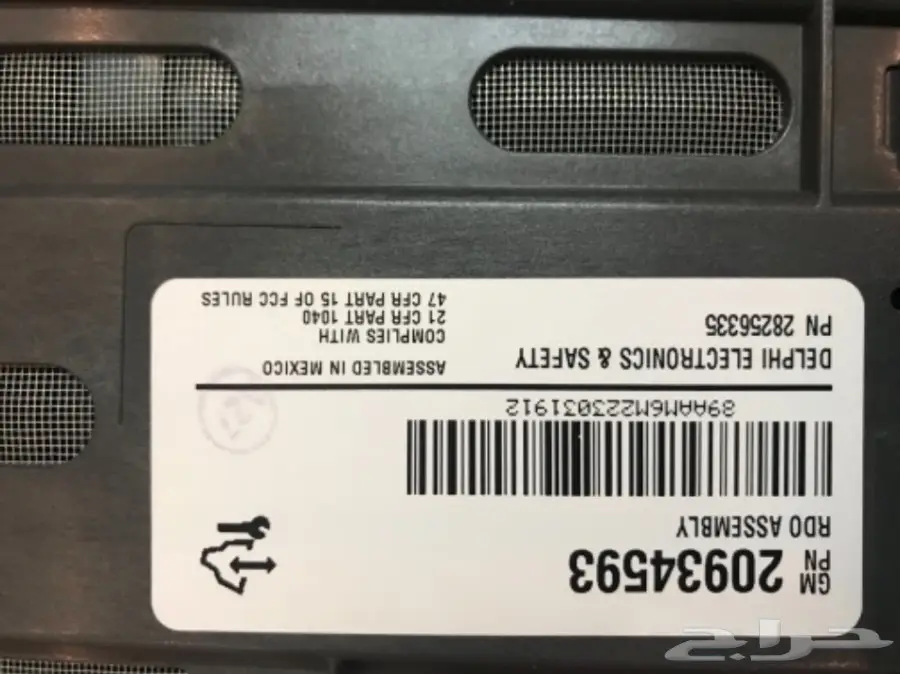 GM PN 20934593
RDO ASSEMBLY
89AAM6M223031912
DELPHI ELECTRONICS & SAFETY
PN 28256335
ASSEMBLED IN MEXICO
COMPLIES WITH
21 CFR PART 1040
47 CFR PART 15 OF FCC RULES
حراج